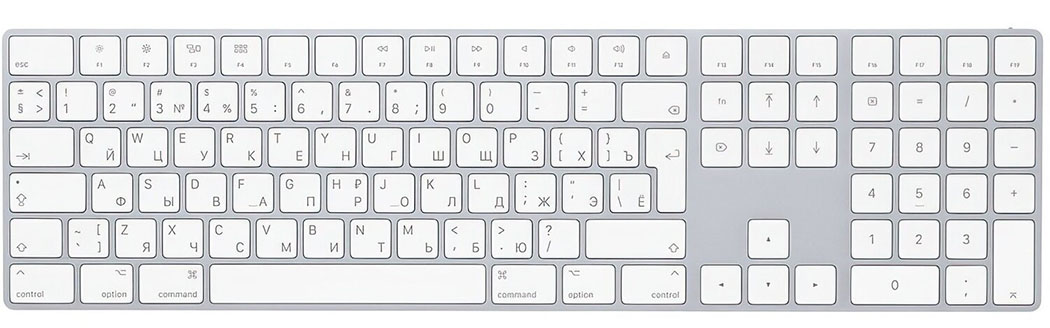 esc F1 F2 F3 F4 F5 F6 F7 F8 F9 F10 F11 F12 F13 F14 F15 F16 F17 F18 F19
± < § > ! 1 @ 2 " # 3 № $ 4 % % 5 : ^ 6 , & 7 . * 8 ; ( 9 ) 0 _ - + = fn = / *
Q Й W Ц E У R К T Е Y Н U Г I Ш O Щ P З { [ Х } ] Ъ 7 8 9 -
A Ф S Ы D В F А G П H ₽ Р J О K Л L Д : ; Ж " ' Э | \ Ё 4 5 6 +
~ [ ` ] Z Я X Ч C С V М B И N Т M Ь < , Б > . Ю ? / 1 2 3
control option command command option control 0 , ;